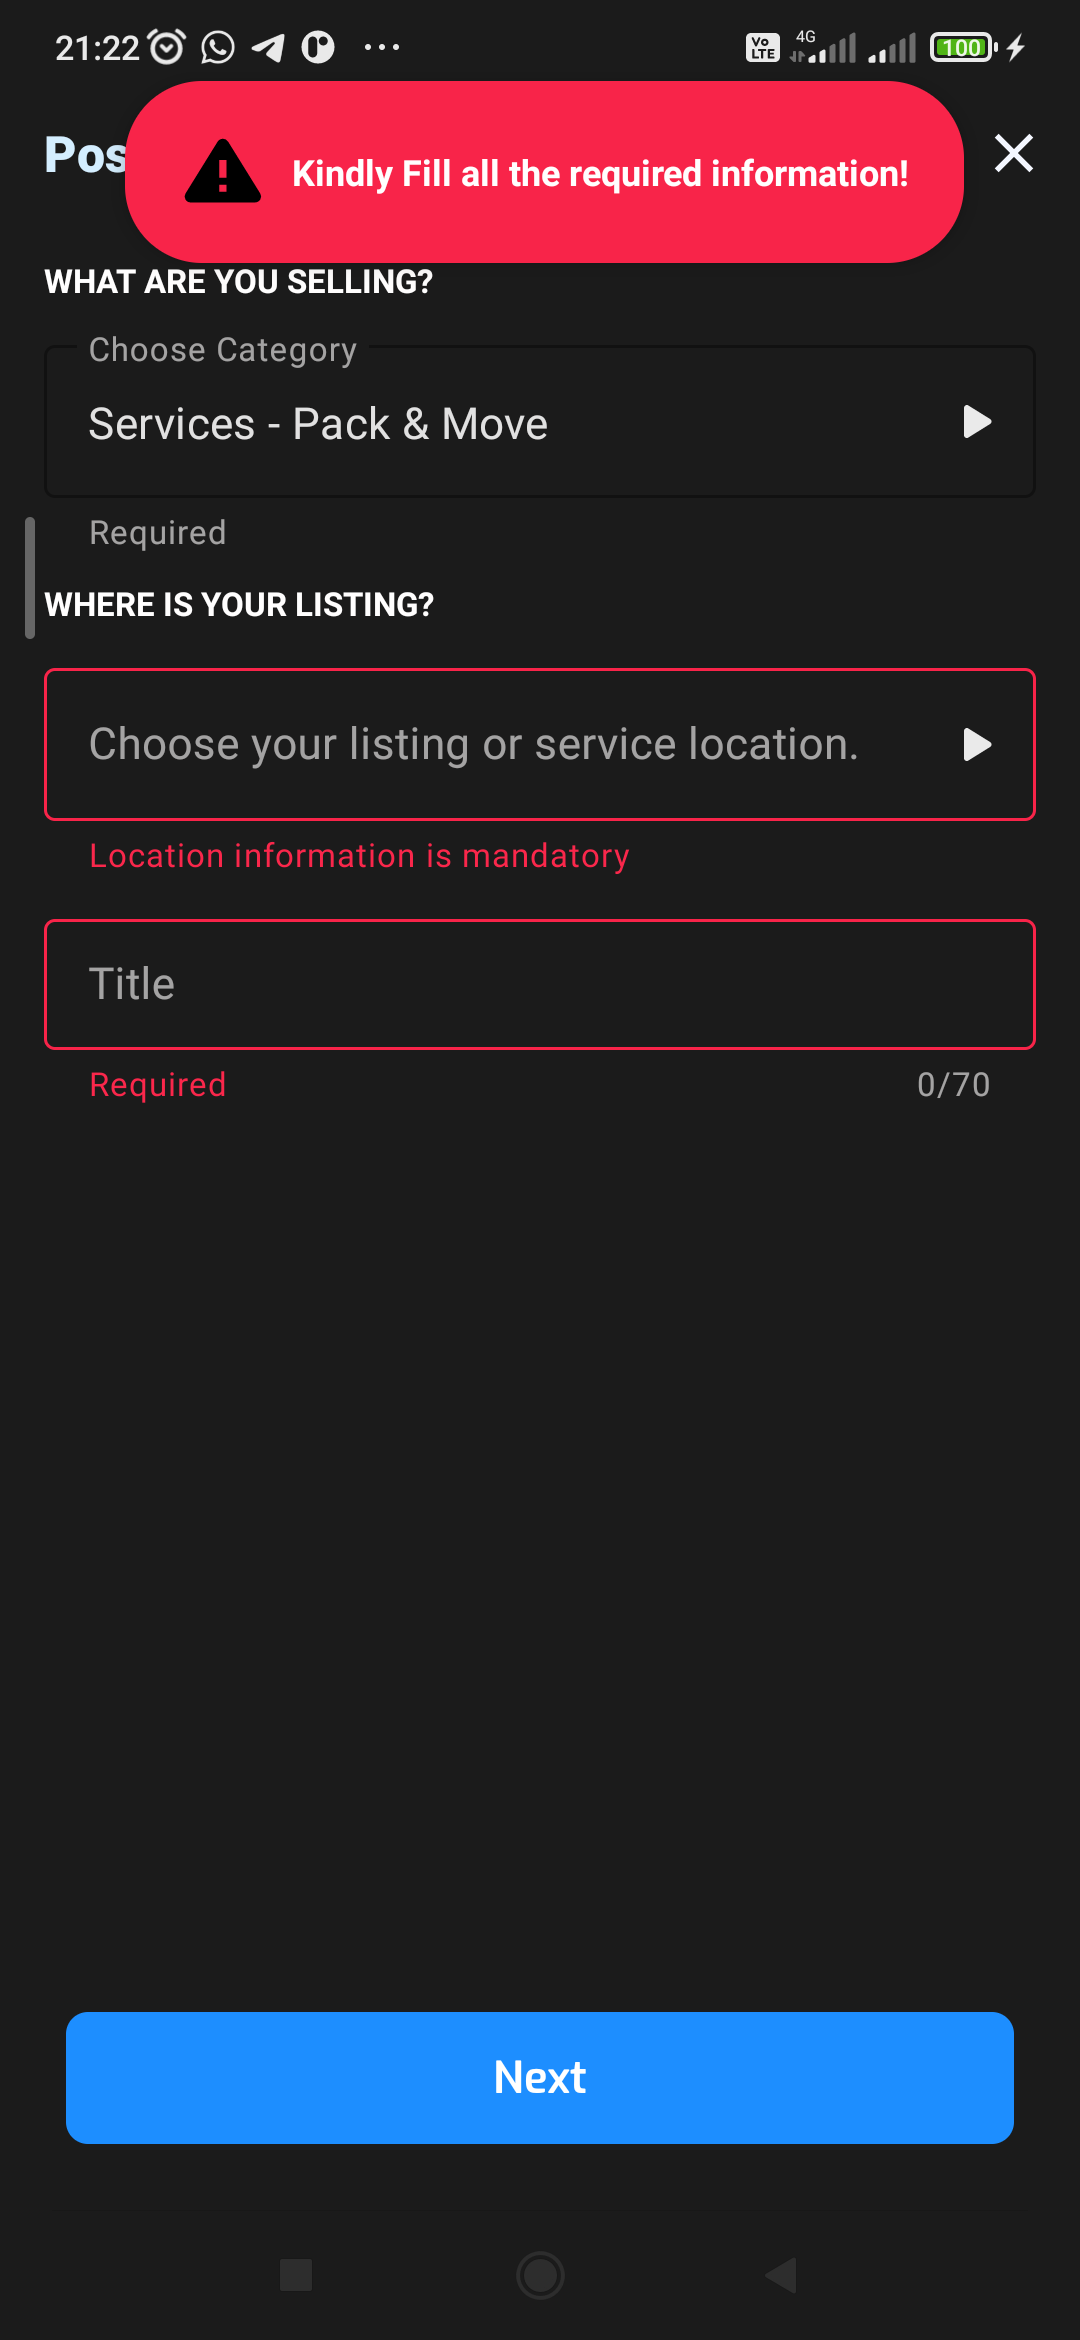 21:22
Vo LTE
4G
100
Pos
Kindly Fill all the required information!
WHAT ARE YOU SELLING?
Choose Category
Services - Pack & Move
Required
WHERE IS YOUR LISTING?
Choose your listing or service location.
Location information is mandatory
Title
Required 0/70
Next